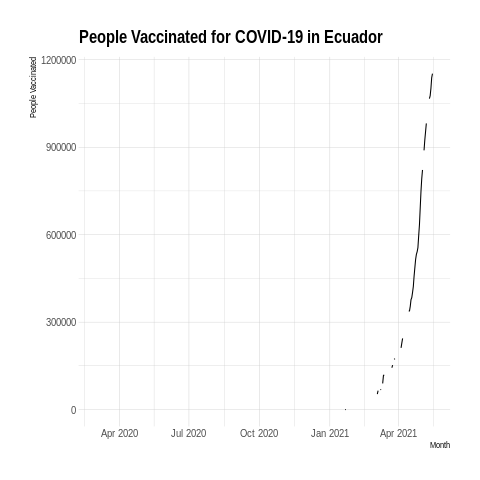 People Vaccinated for COVID-19 in Ecuador
People Vaccinated
1200000
900000
600000
300000
0
Apr 2020 Jul 2020 Oct 2020 Jan 2021 Apr 2021
Month